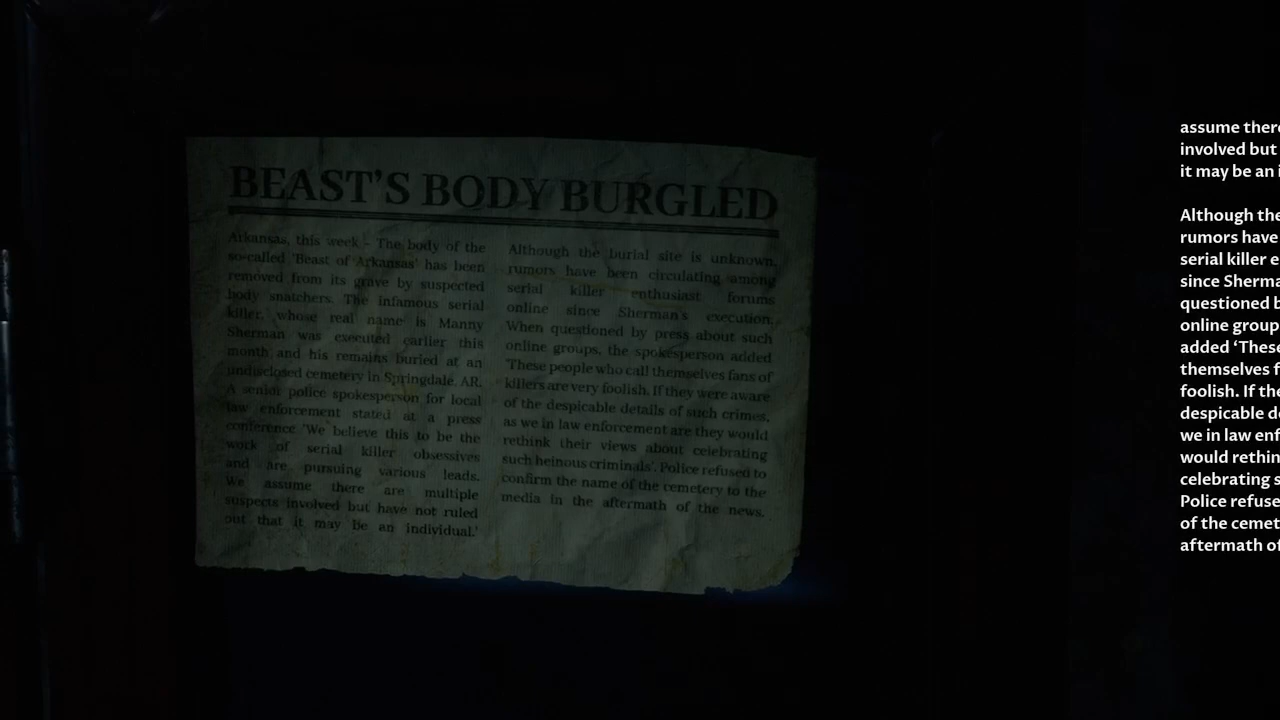 BEAST'S BODY BURGLED
Arkansas, this week - The body of the
so-called 'Beast of Arkansas' has been
removed from its grave by suspected
body snatchers. The infamous serial
killer, whose real name is Manny
Sherman was executed earlier this
month and his remains buried at an
undisclosed cemetery in Springdale, AR.
A senior police spokesperson for local
law enforcement stated at a press
conference 'We believe this to be the
work of serial killer obsessives
and are pursuing various leads.
We assume there are multiple
suspects involved but have not ruled
out that it may be an individual.'
Although the burial site is unknown,
rumors have been circulating among
serial killer enthusiast forums
online since Sherman's execution.
When questioned by press about such
online groups, the spokesperson added
'These people who call themselves fans of
killers are very foolish. If they were aware
of the despicable details of such crimes,
as we in law enforcement are they would
rethink their views about celebrating
such heinous criminals'. Police refused to
confirm the name of the cemetery to the
media in the aftermath of the news.
assume there
involved but
it may be an i
Although the
rumors have
serial killer e
since Sherma
questioned b
online group
added ‘These
themselves f
foolish. If the
despicable de
we in law enf
would rethin
celebrating s
Police refuse
of the cemet
aftermath of